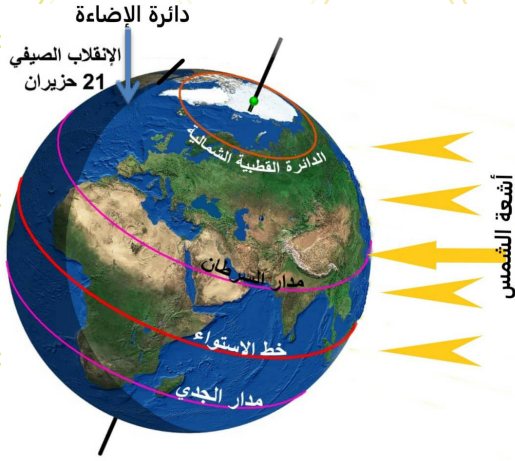 دائرة الإضاءة
الإنقلاب الصيفي
21 حزيران
الدائرة القطبية الشمالية
أشعة الشمس
مدار السرطان
خط الاستواء
مدار الجدي